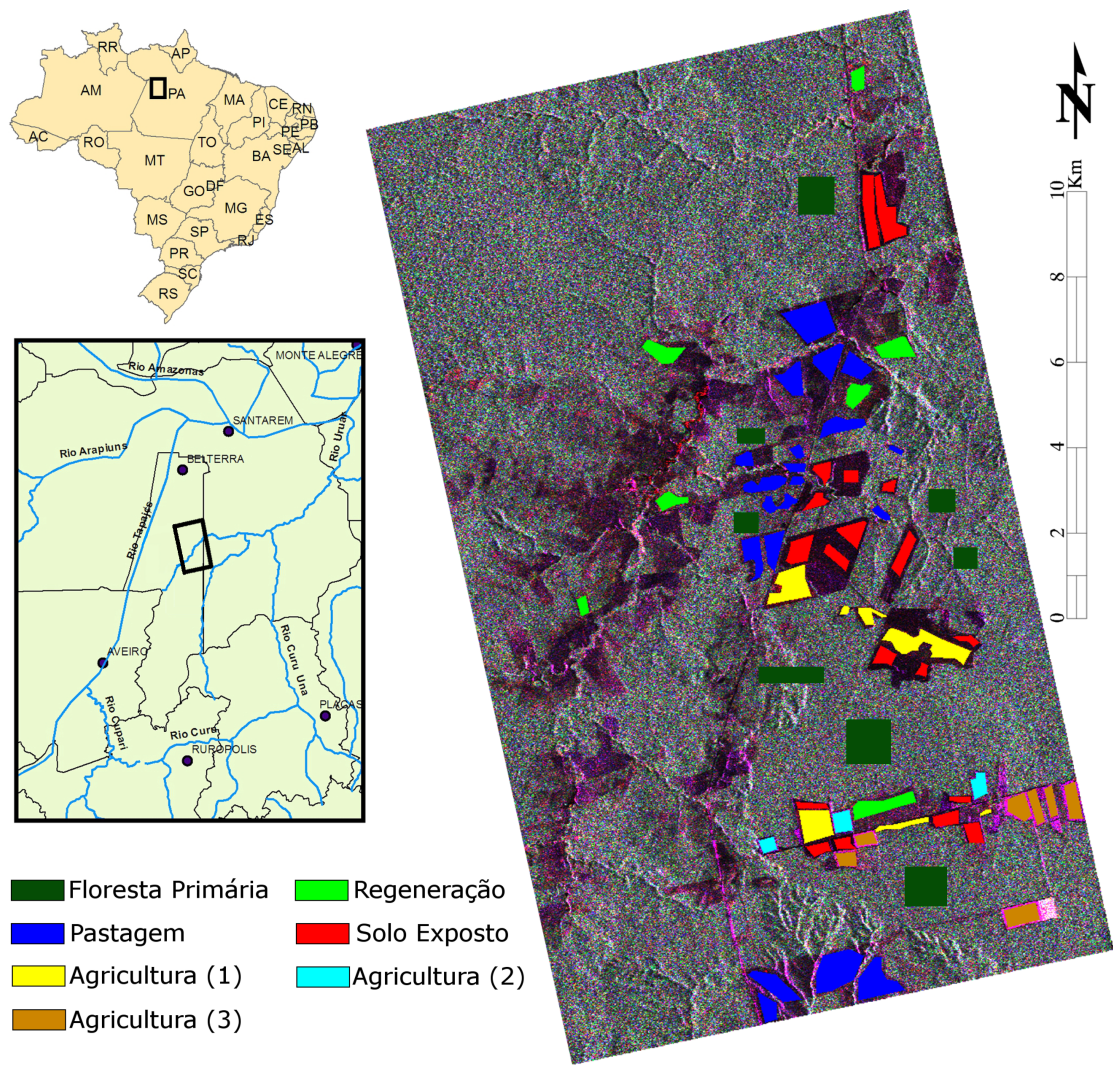 RR
AP
AM
PA
MA
CE
RN
PB
PI
PE
AC
RO
TO
SE
AL
MT
BA
DF
GO
MG
MS
ES
SP
RJ
PR
SC
RS
N
Km
10
8
6
4
2
0
MONTE ALEGRE
Rio Amazonas
SANTAREM
Rio Uruar
Rio Arapiuns
BELTERRA
Rio Tapajós
AVEIRO
Rio Curu Una
Rio Cupari
PLACAS
Rio Curu
RUROPOLIS
Floresta Primária
Regeneração
Pastagem
Solo Exposto
Agricultura (1)
Agricultura (2)
Agricultura (3)